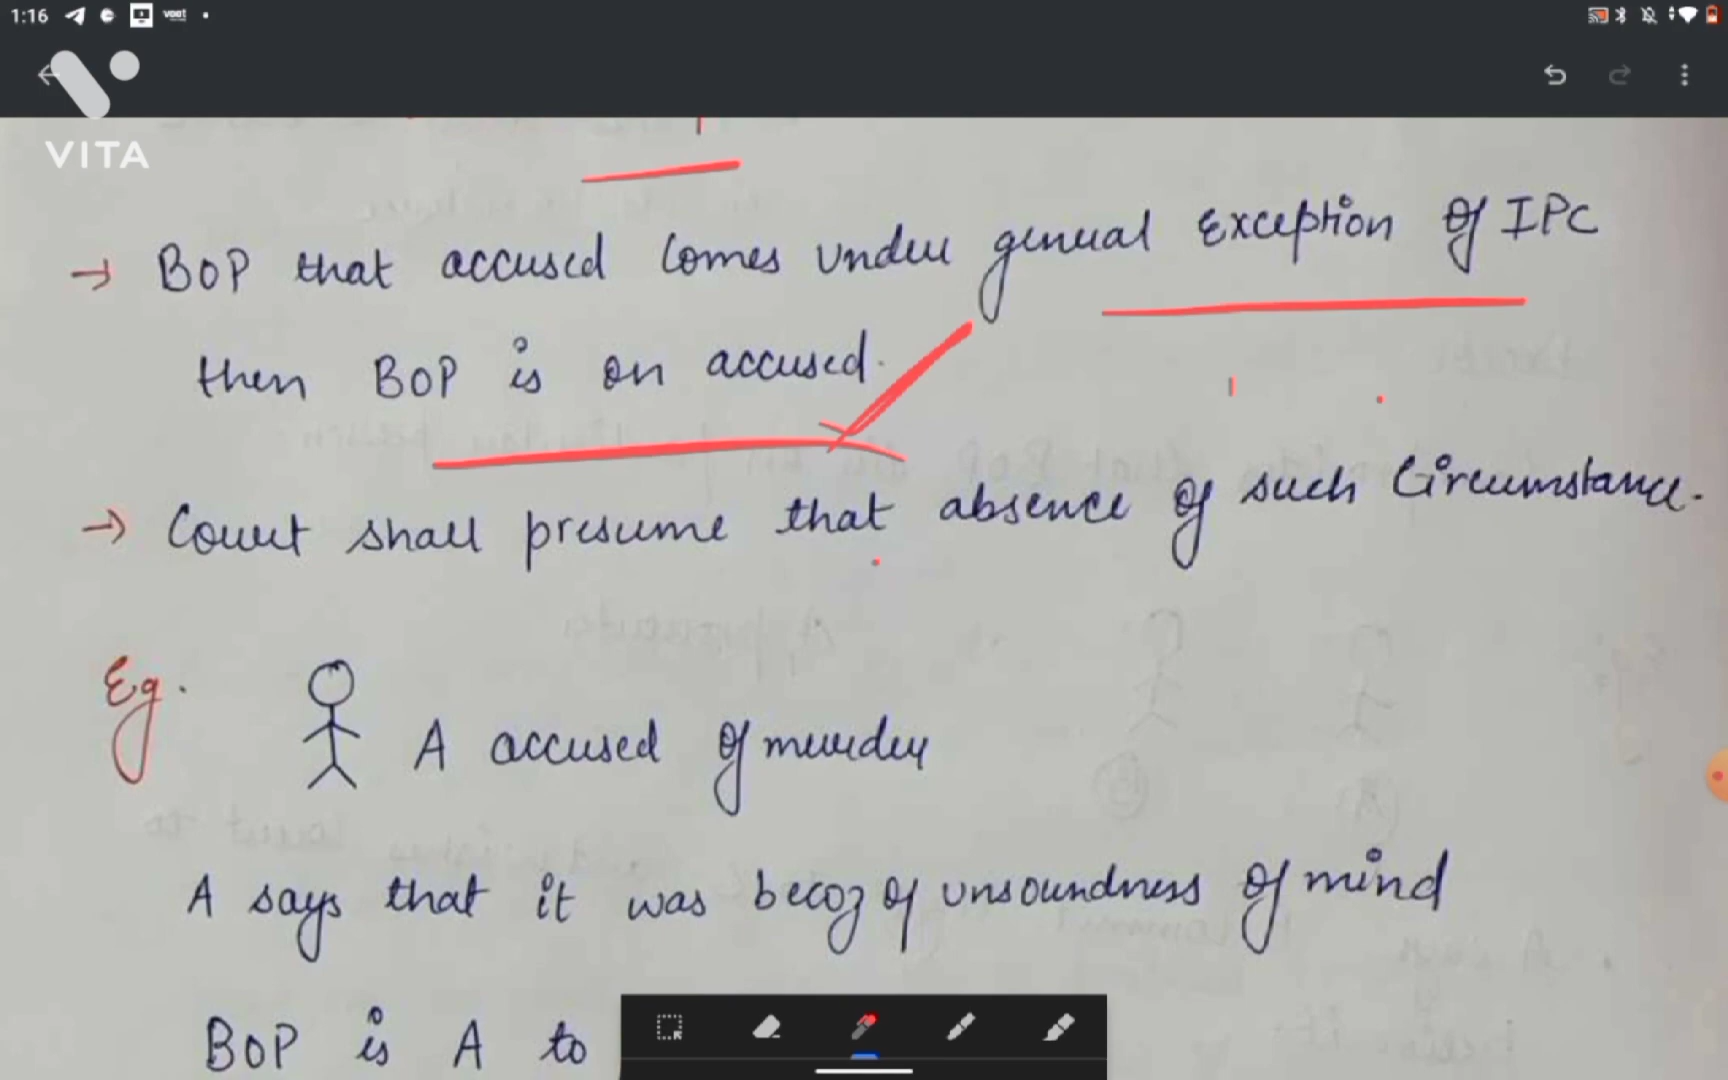 1:16
VITA
→ BOP that accused comes under general exception of IPC
then BOP is on accused.
→ Court shall presume that absence of such circumstance.
Eg.
A accused of murder
A says that it was becoz of unsoundness of mind
BOP is A to